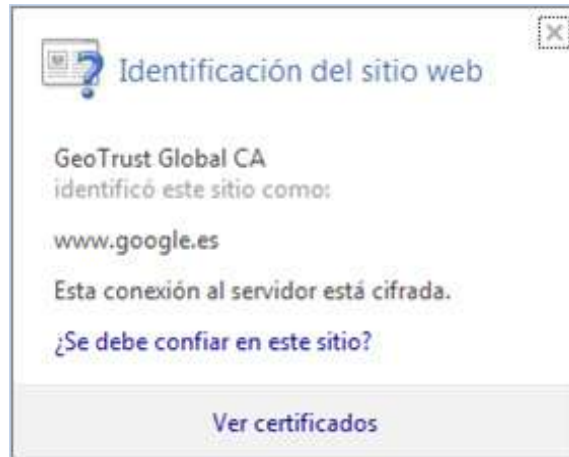 Identificación del sitio web
GeoTrust Global CA
identificó este sitio como:
www.google.es
Esta conexión al servidor está cifrada.
¿Se debe confiar en este sitio?
Ver certificados